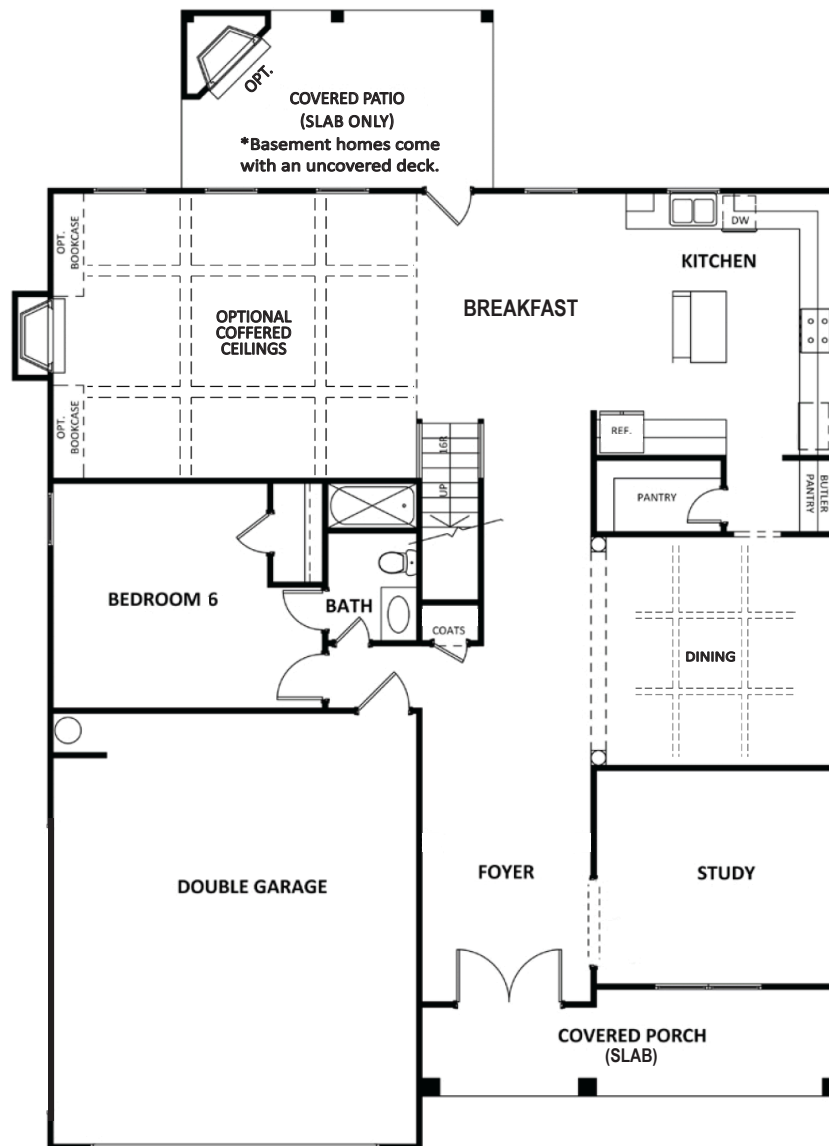 OPT.
COVERED PATIO
(SLAB ONLY)
*Basement homes come
with an uncovered deck.
OPT.
BOOKCASE
DW
KITCHEN
BREAKFAST
OPTIONAL
COFFERED
CEILINGS
OPT.
BOOKCASE
REF.
UP 16R
PANTRY
BUTLER
PANTRY
BEDROOM 6
BATH
COATS
DINING
DOUBLE GARAGE
FOYER
STUDY
COVERED PORCH
(SLAB)